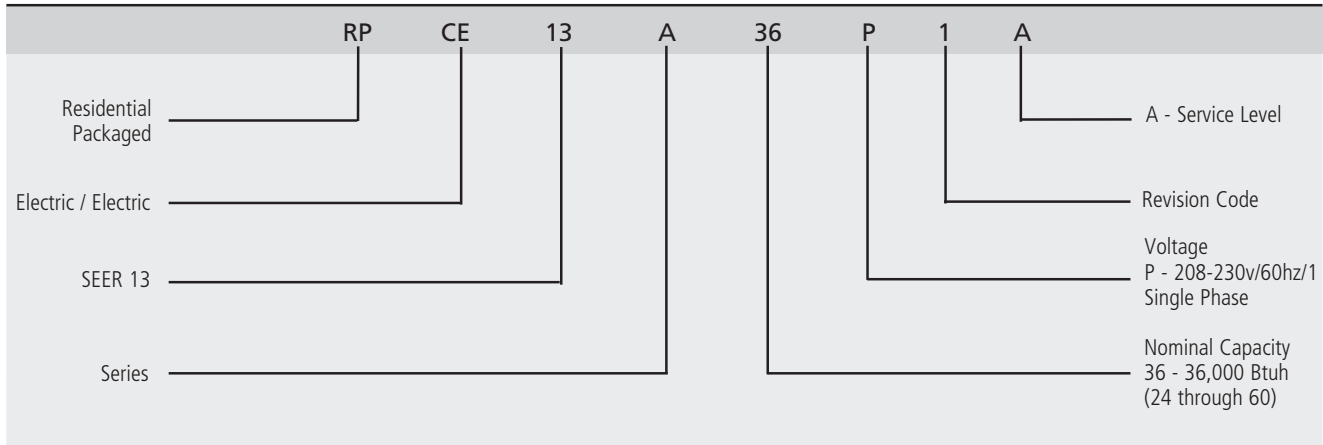 RP CE 13 A 36 P 1 A
Residential
Packaged
Electric / Electric
SEER 13
Series
A - Service Level
Revision Code
Voltage
P - 208-230v/60hz/1
Single Phase
Nominal Capacity
36 - 36,000 Btuh
(24 through 60)